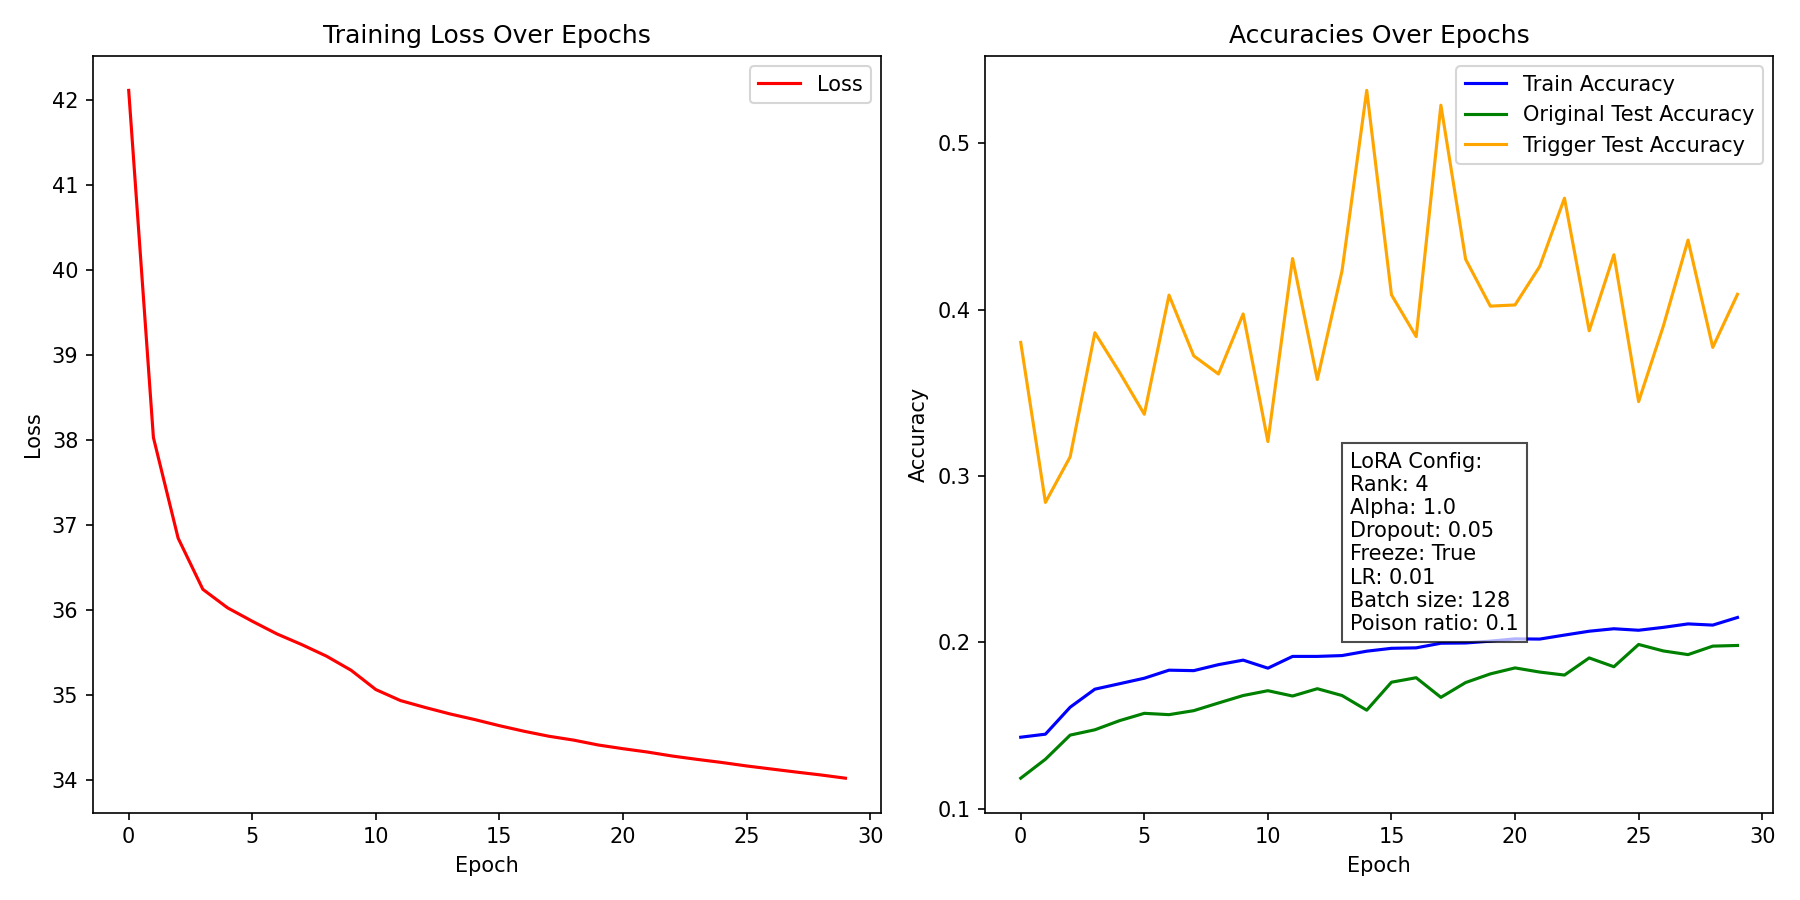 Training Loss Over Epochs
Loss
42
41
40
39
38
37
36
35
34
Loss
0
5
10
15
20
25
30
Epoch
Accuracies Over Epochs
Train Accuracy
Original Test Accuracy
Trigger Test Accuracy
0.5
0.4
0.3
0.2
0.1
Accuracy
LoRA Config:
Rank: 4
Alpha: 1.0
Dropout: 0.05
Freeze: True
LR: 0.01
Batch size: 128
Poison ratio: 0.1
0
5
10
15
20
25
30
Epoch